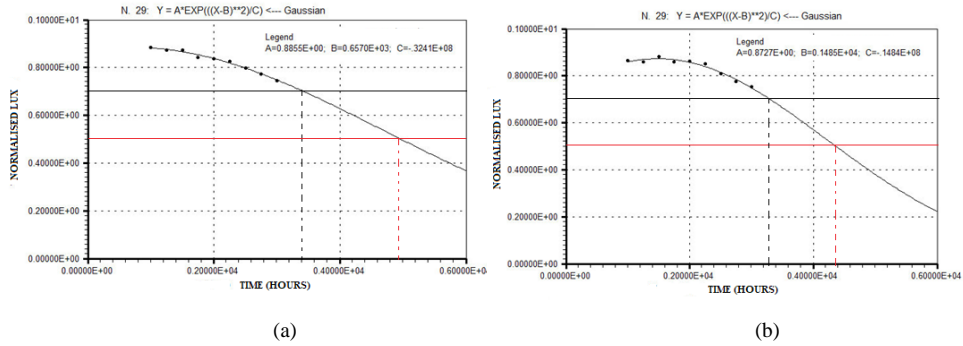 N. 29: Y = A*EXP(((X-B)**2)/C) <--- Gaussian
Legend
A=0.8855E+00; B=0.6570E+03; C=-.3241E+08
0.10000E+01
0.80000E+00
0.60000E+00
0.40000E+00
0.20000E+00
0.00000E+00
NORMALISED LUX
0.00000E+00 0.20000E+04 0.40000E+04 0.60000E+0
TIME (HOURS)
(a)
N. 29: Y = A*EXP(((X-B)**2)/C) <--- Gaussian
Legend
A=0.8727E+00; B=0.1485E+04; C=-.1484E+08
0.10000E+01
0.80000E+00
0.60000E+00
0.40000E+00
0.20000E+00
0.00000E+00
NORMALISED LUX
0.00000E+00 0.20000E+04 0.40000E+04 0.60000E+04
TIME (HOURS)
(b)